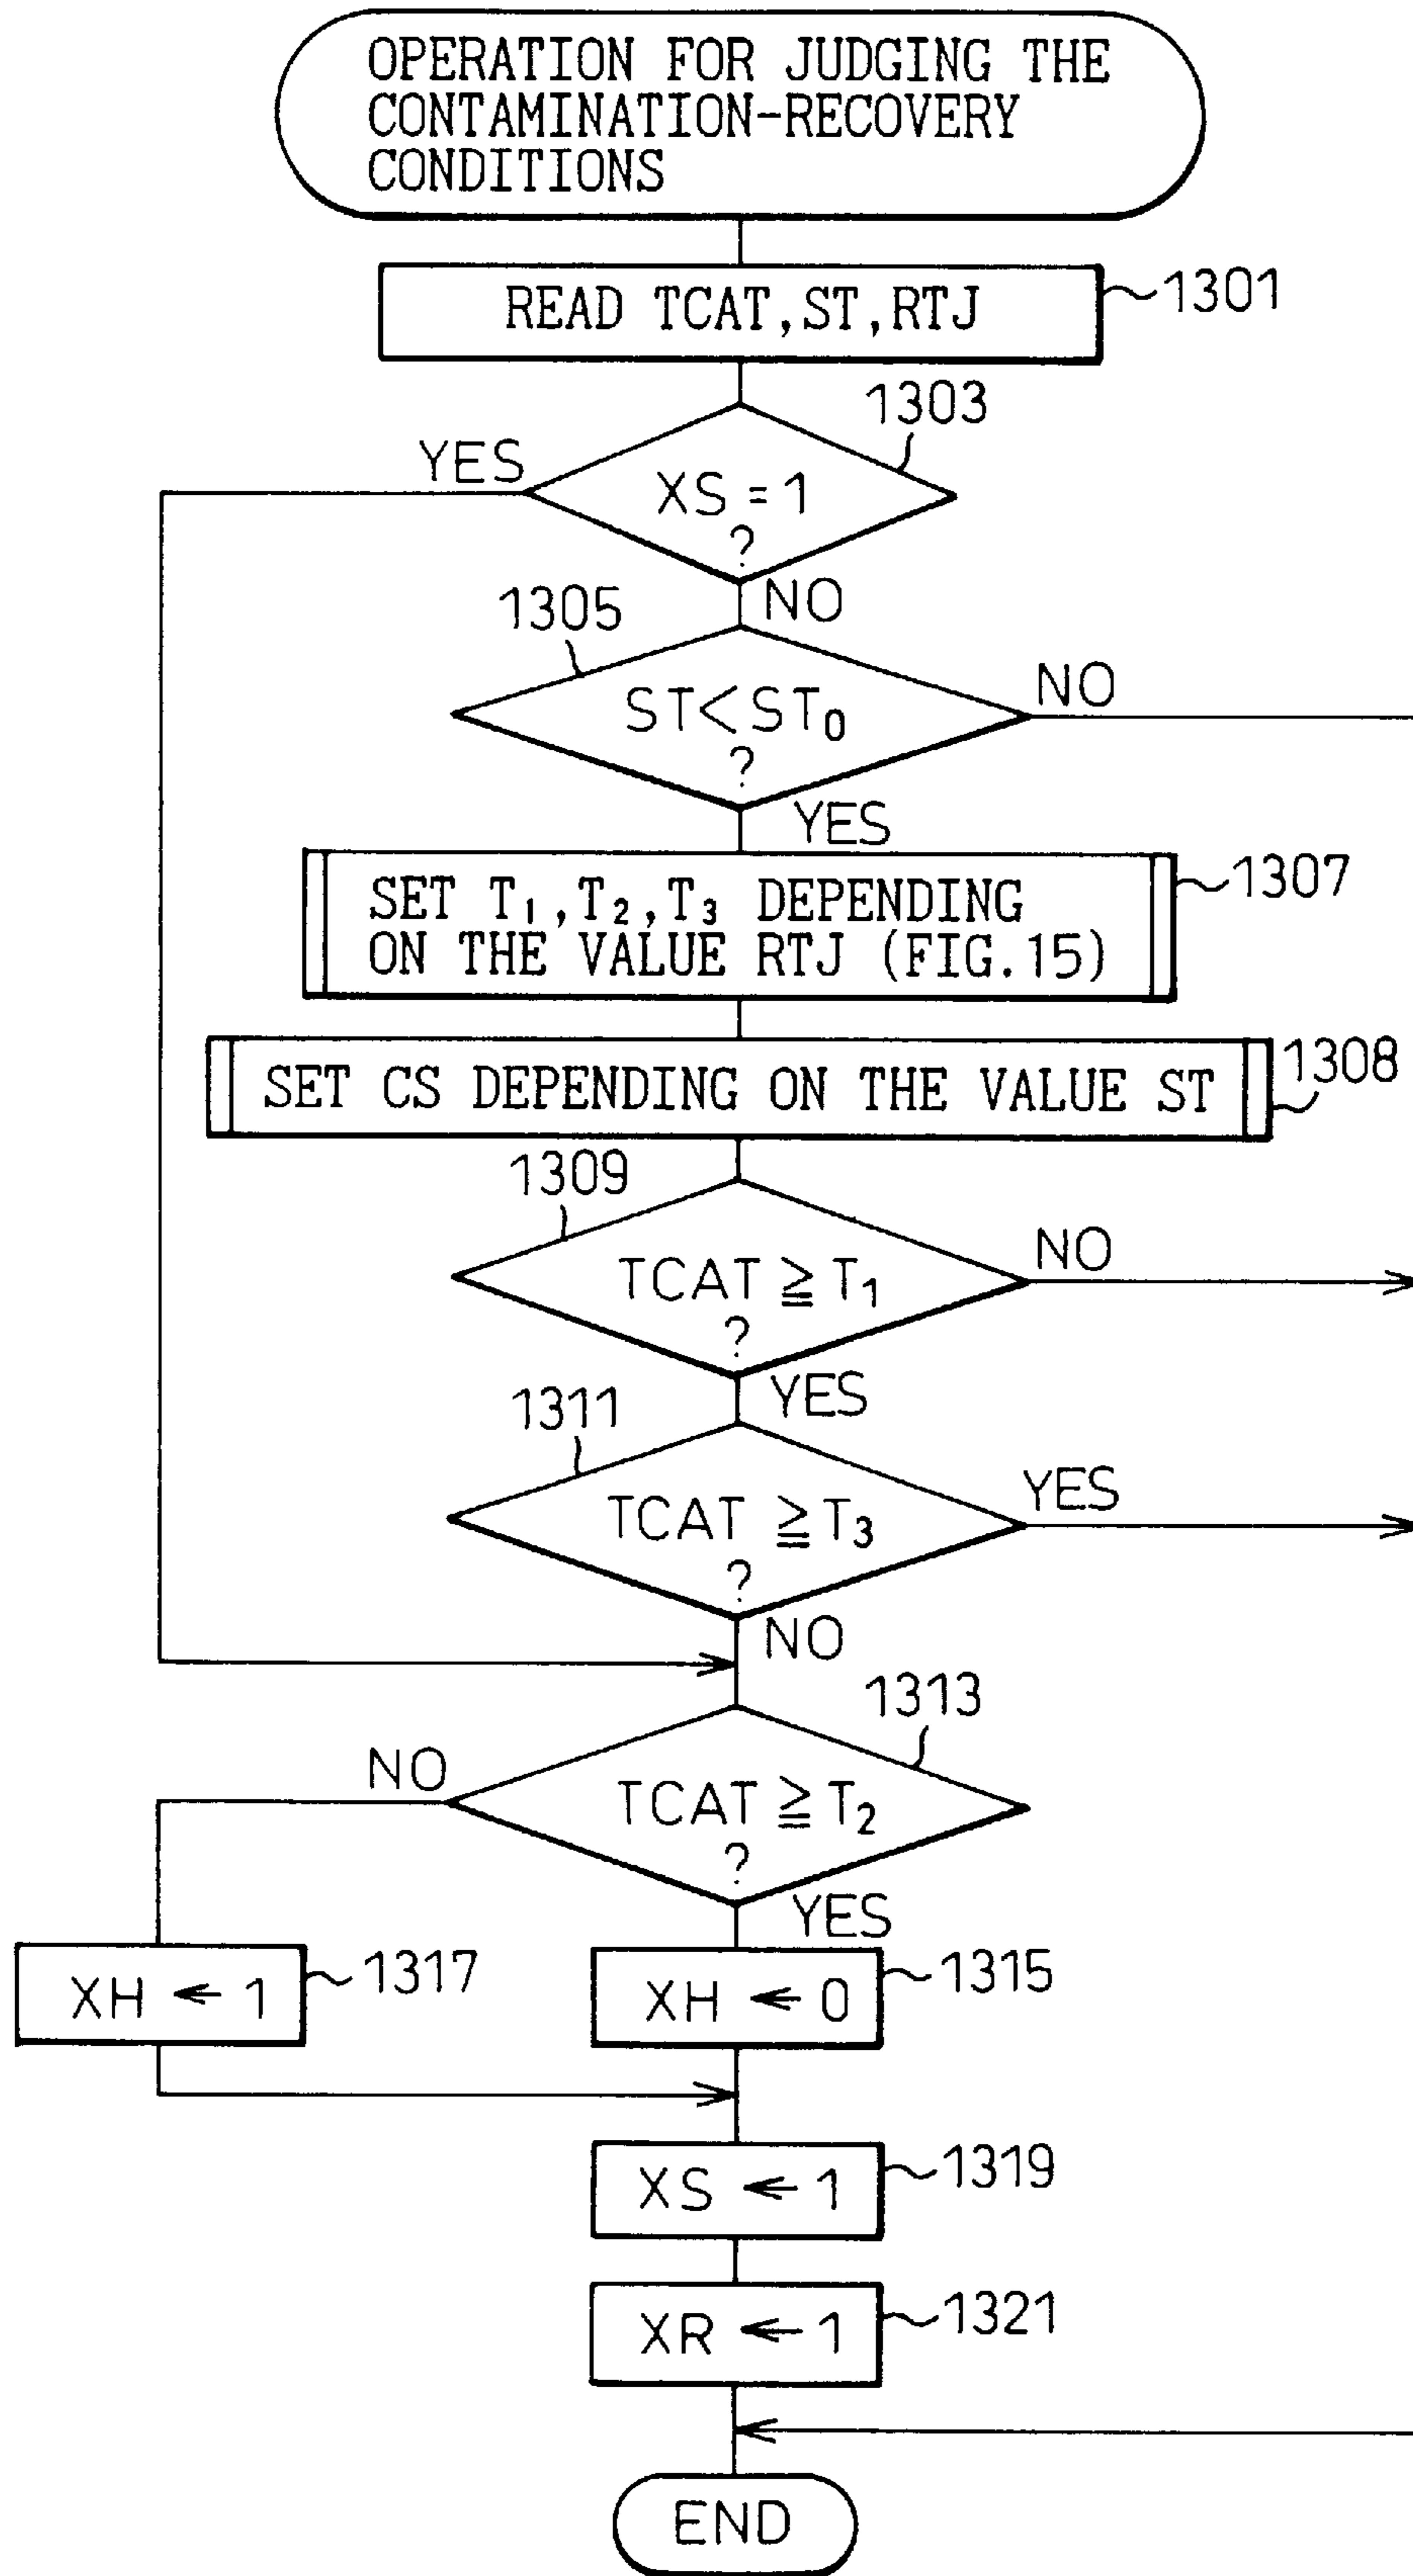 OPERATION FOR JUDGING THE
CONTAMINATION-RECOVERY
CONDITIONS
READ TCAT,ST,RTJ
1301
1303
YES
XS = 1
?
NO
1305
ST<ST₀
?
NO
YES
SET T₁,T₂,T₃ DEPENDING
ON THE VALUE RTJ (FIG.15)
1307
SET CS DEPENDING ON THE VALUE ST
1308
1309
TCAT ≧ T₁
?
NO
YES
1311
TCAT ≧ T₃
?
YES
NO
1313
NO
TCAT ≧ T₂
?
YES
XH ← 1
1317
XH ← 0
1315
XS ← 1
1319
XR ← 1
1321
END